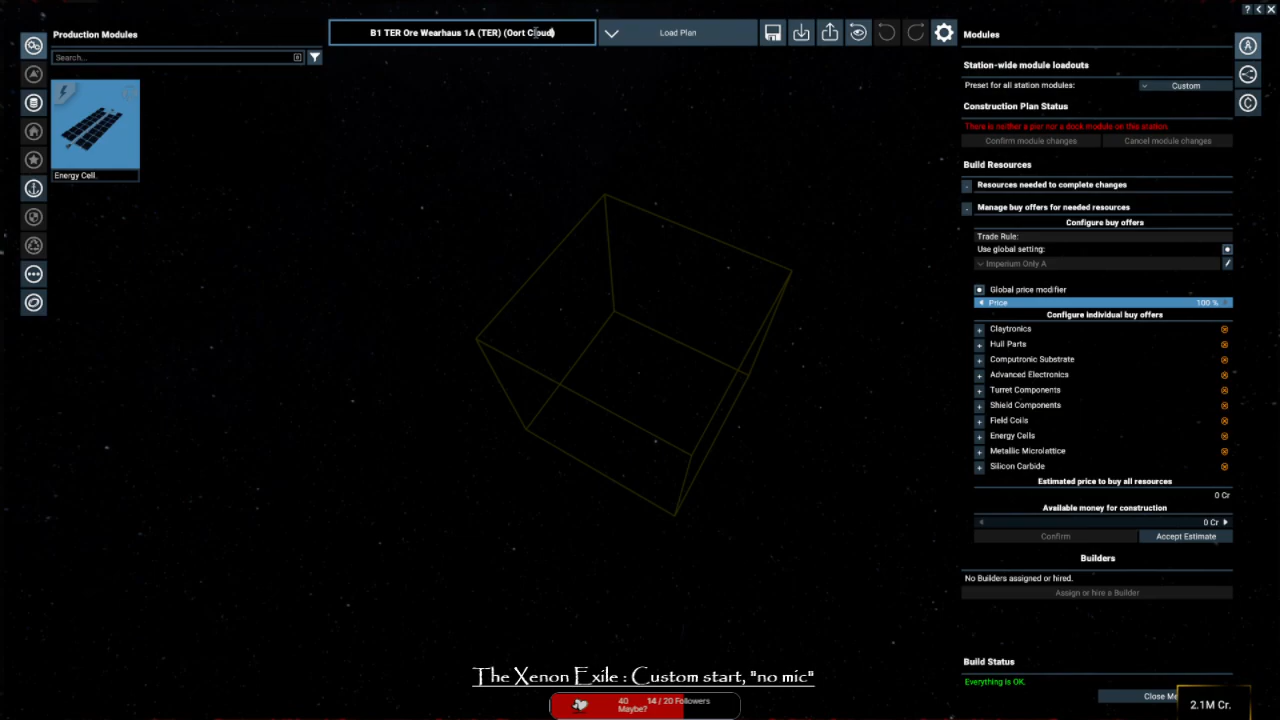 Production Modules
Search...
Energy Cell
B1 TER Ore Wearhaus 1A (TER) (Oort Cloud)
Load Plan
Modules
Station-wide module loadouts
Preset for all station modules:
Custom
Construction Plan Status
There is neither a pier nor a dock module on this station.
Confirm module changes
Cancel module changes
Build Resources
- Resources needed to complete changes
- Manage buy offers for needed resources
Configure buy offers
Trade Rule:
Use global setting:
Imperium Only A
Global price modifier
Price
100 %
Configure individual buy offers
+ Claytronics
+ Hull Parts
+ Computronic Substrate
+ Advanced Electronics
+ Turret Components
+ Shield Components
+ Field Coils
+ Energy Cells
+ Metallic Microlattice
+ Silicon Carbide
Estimated price to buy all resources
0 Cr
Available money for construction
0 Cr
Confirm
Accept Estimate
Builders
No Builders assigned or hired.
Assign or hire a Builder
Build Status
Everything is OK.
Close Me
2.1M Cr.
The Xenon Exile : Custom start, "no mic"
40
14 / 20 Followers
Maybe?